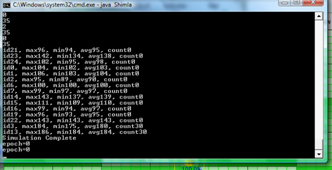 C:\Windows\system32\cmd.exe - java Shimla
0
35
2
35
0
35
id21, max96, min94, avg95, count0
id23, max142, min134, avg138, count0
id24, max102, min95, avg98, count0
id0, max104, min102, avg103, count0
id1, max106, min103, avg104, count0
id2, max95, min89, avg90, count0
id6, max100, min100, avg100, count0
id7, max99, min97, avg97, count0
id14, max143, min137, avg139, count0
id15, max111, min109, avg110, count0
id16, max99, min94, avg97, count0
id19, max96, min93, avg95, count0
id22, max143, min143, avg143, count0
id3, max184, min175, avg180, count30
id13, max186, min184, avg184, count30
Simulation Complete
epoch=0
epoch=0